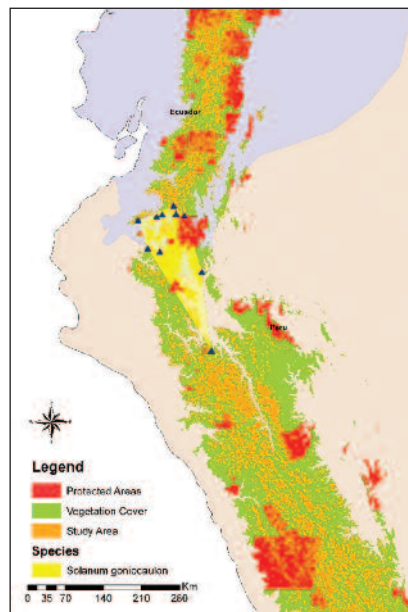 Ecuador
Peru
Legend
Protected Areas
Vegetation Cover
Study Area
Species
Solanum goniocaulon
Km
0 35 70 140 210 280